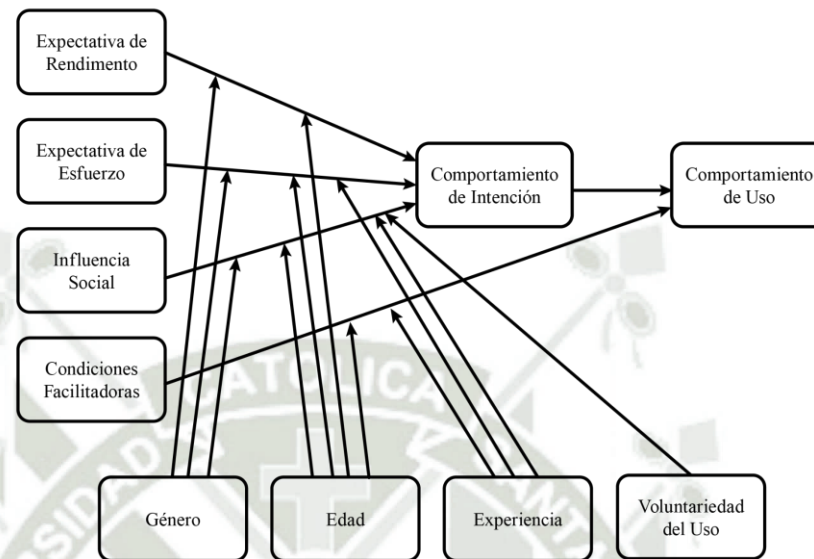 Expectativa de
Rendimento
Expectativa de
Esfuerzo
Comportamiento
de Intención
Comportamiento
de Uso
Influencia
Social
Condiciones
Facilitadoras
Género
Edad
Experiencia
Voluntariedad
del Uso
CATOLICA